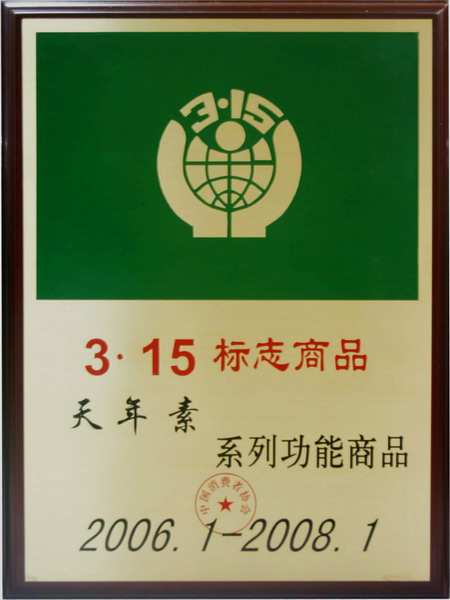 3·15
3·15 标志商品
天年素
系列功能商品
中国消费者协会
2006.1-2008.1